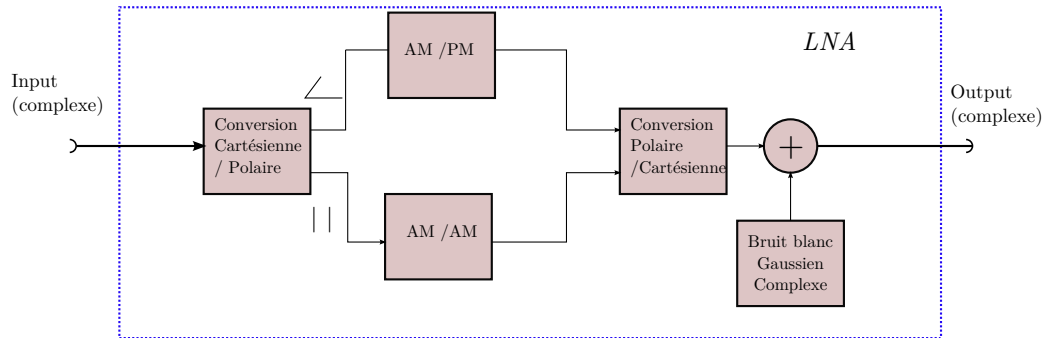 LNA
AM /PM
Input
(complexe)
Output
(complexe)
Conversion
Cartésienne
/ Polaire
Conversion
Polaire
/Cartésienne
+
| |
AM /AM
Bruit blanc
Gaussien
Complexe